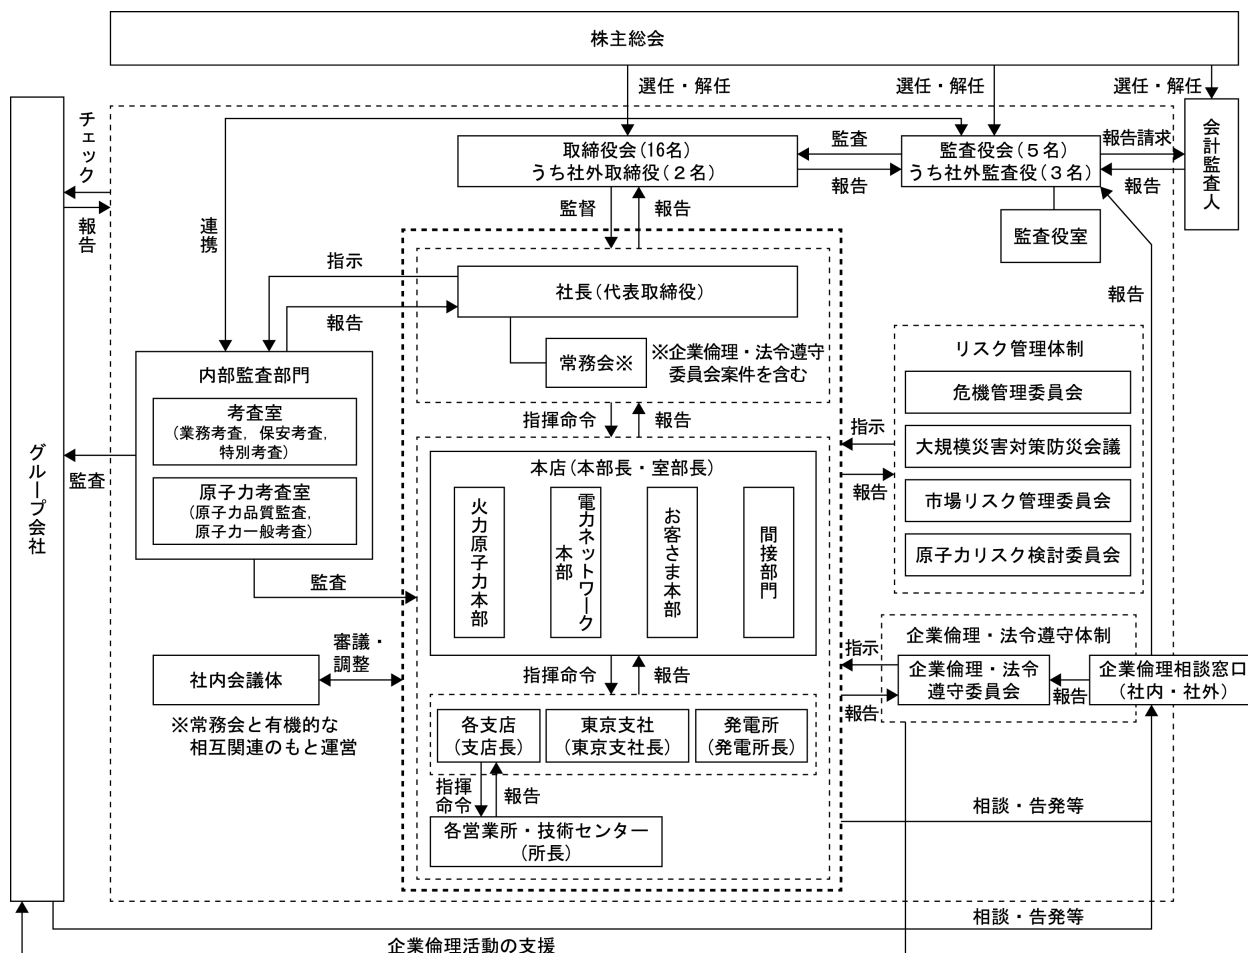 株主総会
選任・解任
選任・解任
選任・解任
チェック
報告
連携
取締役会(16名)
うち社外取締役(2名)
監査
報告
監査役会(5名)
うち社外監査役(3名)
報告請求
報告
会計監査人
監査役室
監督
報告
指示
報告
社長(代表取締役)
常務会※
※企業倫理・法令遵守
委員会案件を含む
報告
内部監査部門
考査室
(業務考査,保安考査,
特別考査)
原子力考査室
(原子力品質監査,
原子力一般考査)
監査
グループ会社
監査
指揮命令
報告
リスク管理体制
危機管理委員会
大規模災害対策防災会議
市場リスク管理委員会
原子力リスク検討委員会
指示
報告
本店(本部長・室部長)
火力原子力本部
電力ネットワーク
本部
お客さま本部
間接部門
審議・
調整
社内会議体
※常務会と有機的な
相互関連のもと運営
指揮命令
報告
企業倫理・法令遵守体制
指示
報告
企業倫理・法令
遵守委員会
報告
企業倫理相談窓口
(社内・社外)
各支店
(支店長)
東京支社
(東京支社長)
発電所
(発電所長)
指揮
命令
報告
各営業所・技術センター
(所長)
相談・告発等
相談・告発等
企業倫理活動の支援